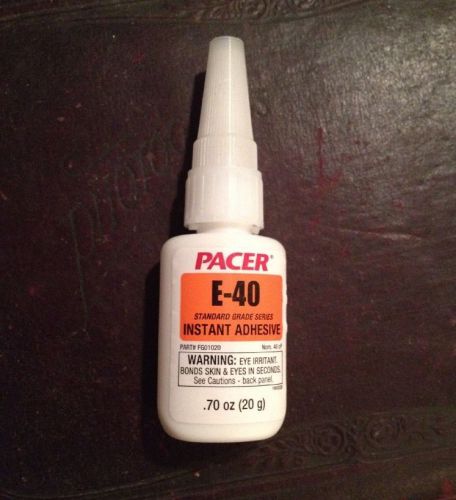 PACER®
E-40
STANDARD GRADE SERIES
INSTANT ADHESIVE
PART# FG01020 Nom. 40 cP
WARNING: EYE IRRITANT.
BONDS SKIN & EYES IN SECONDS.
See Cautions - back panel.
.70 oz (20 g)